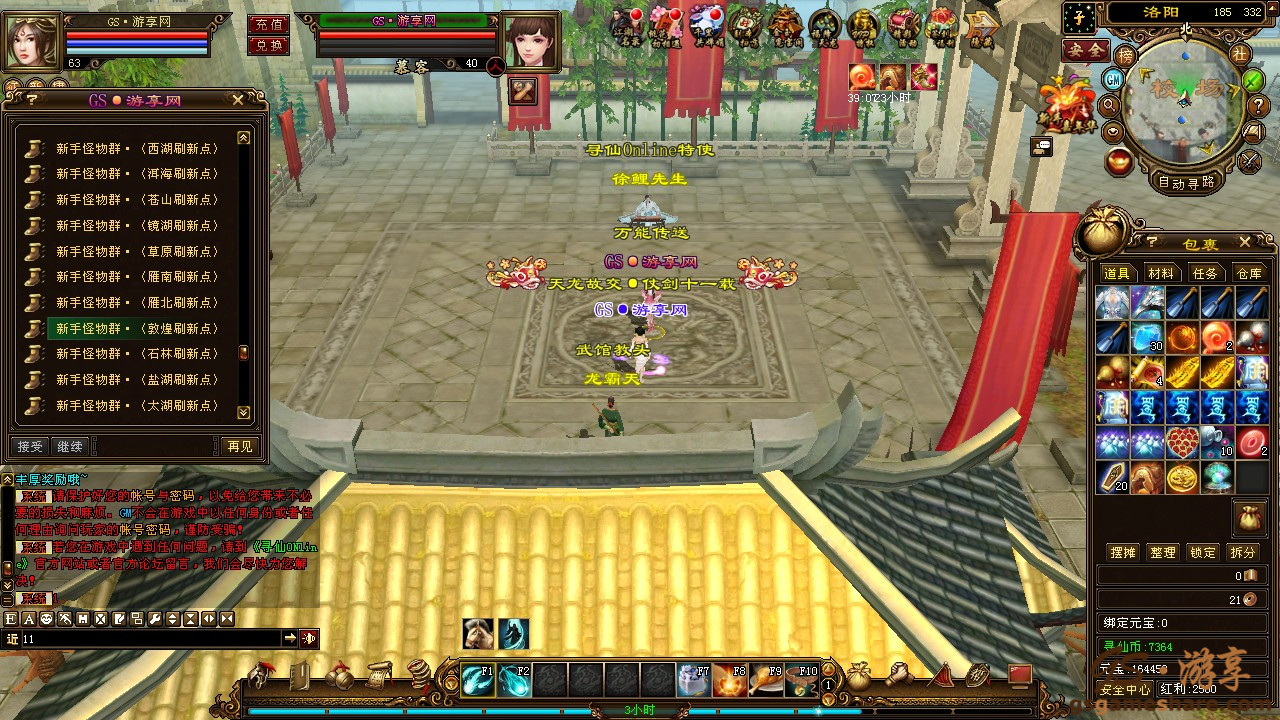 GS·游享网
63
充值
兑换
GS·游享网
40
慕容
39:07
23小时
洛阳
185 332
北
安全
榜
社
GM
校场
自动寻路
GS●游享网
新手怪物群·〈西湖刷新点〉
新手怪物群·〈洱海刷新点〉
新手怪物群·〈苍山刷新点〉
新手怪物群·〈镜湖刷新点〉
新手怪物群·〈草原刷新点〉
新手怪物群·〈雁南刷新点〉
新手怪物群·〈雁北刷新点〉
新手怪物群·〈敦煌刷新点〉
新手怪物群·〈石林刷新点〉
新手怪物群·〈盐湖刷新点〉
新手怪物群·〈太湖刷新点〉
接受 继续 再见
寻仙Online特使
徐鲤先生
万能传送
GS●游享网
天龙故交●仗剑十一载
GS●游享网
武馆教头
龙霸天
包裹
道具 材料 任务 仓库
30
2
4
10
2
20
摆摊 整理 锁定 拆分
0
21
绑定元宝:0
寻仙币:7364
元宝:164458
安全中心 红利:2500
游享
丰厚奖励哦~
系统 请保护好您的帐号与密码，以免给您带来不必
要的损失和麻烦。GM不会在游戏中以任何身份或者任
何理由询问玩家的帐号密码，谨防受骗！
系统 若您在游戏中遇到任何问题，请到《寻仙Onlin
e》官方网站或者官方论坛留言，我们会尽快为您解
决！
系统 1
近 11
F1 F2 F7 F8 F9 F10
1
3小时